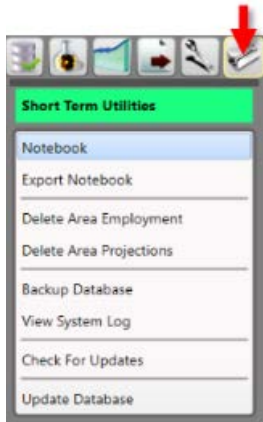 Short Term Utilities
Notebook
Export Notebook
Delete Area Employment
Delete Area Projections
Backup Database
View System Log
Check For Updates
Update Database